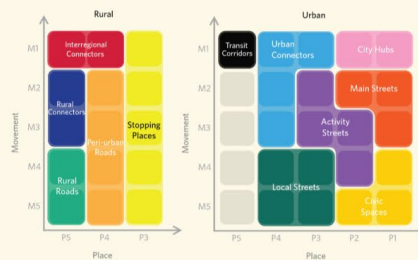 Rural
Movement
M1
M2
M3
M4
M5
Interregional
Connectors
Rural
Connectors
Peri-urban
Roads
Stopping
Places
Rural
Roads
P5
P4
P3
Place
Urban
Movement
M1
M2
M3
M4
M5
Transit
Corridors
Urban
Connectors
City Hubs
Main Streets
Activity
Streets
Local Streets
Civic
Spaces
P5
P4
P3
P2
P1
Place